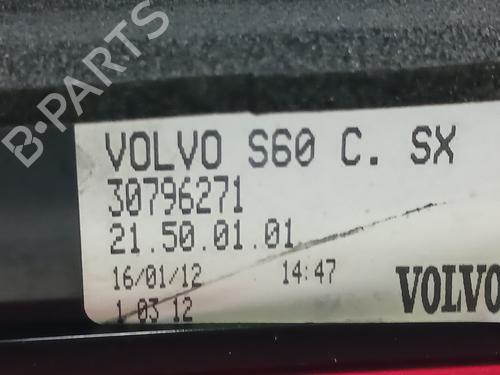 B-PARTS
VOLVO S60 C. SX
30796271
21.50.01.01
16/01/12 14:47
1 03 12
VOLVO